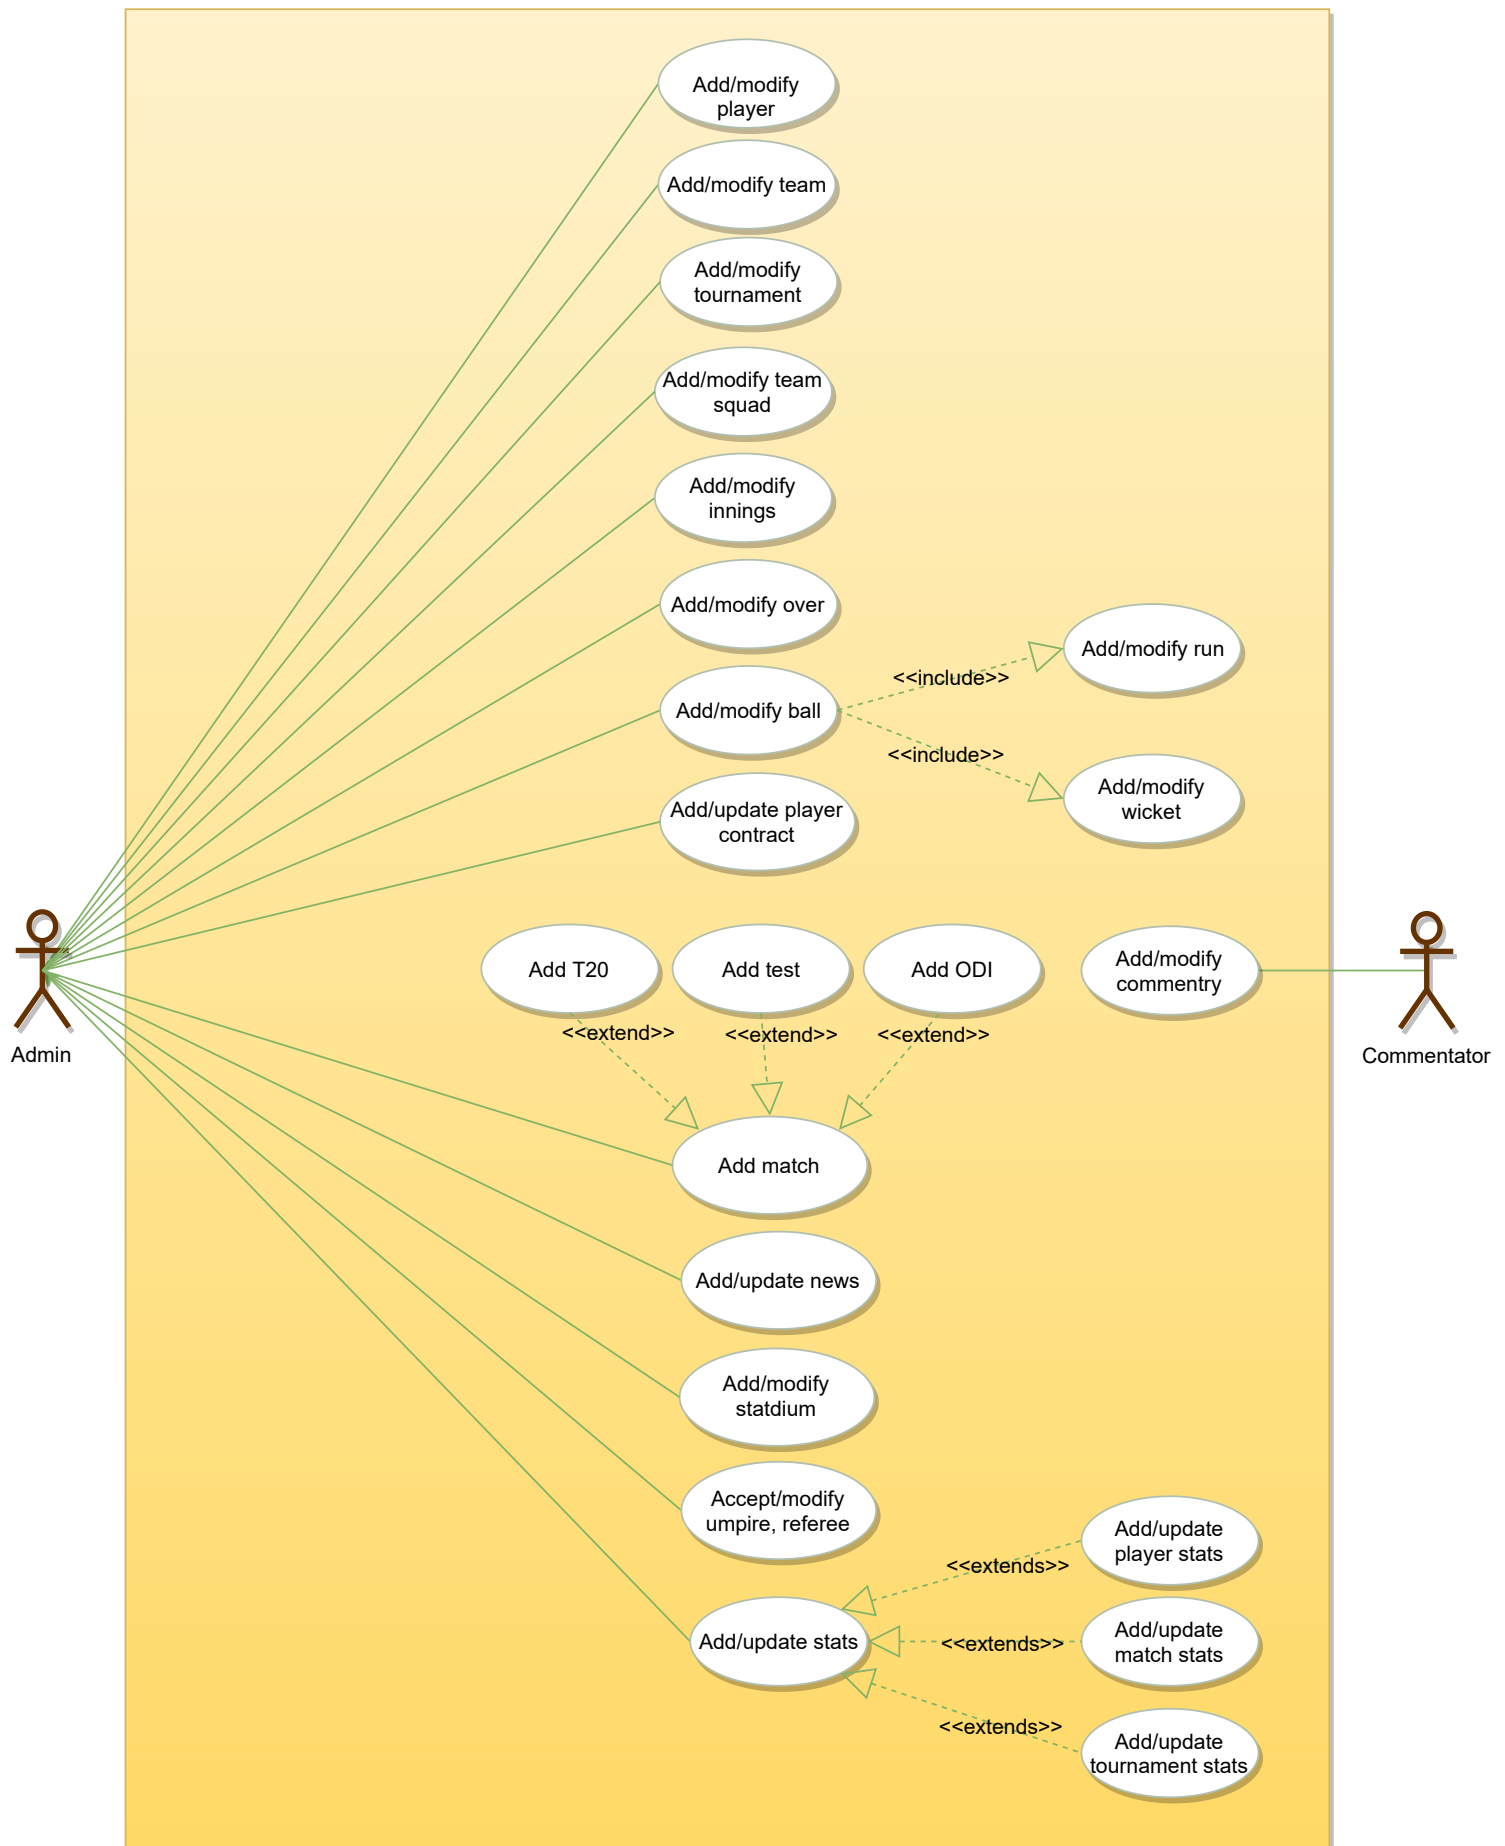 Add/modify
player
Add/modify team
Add/modify
tournament
Add/modify team
squad
Add/modify
innings
Add/modify over
Add/modify run
<<include>>
Add/modify ball
<<include>>
Add/modify
wicket
Add/update player
contract
Add T20
Add test
Add ODI
Add/modify
commentry
<<extend>>
<<extend>>
<<extend>>
Admin
Commentator
Add match
Add/update news
Add/modify
statdium
Accept/modify
umpire, referee
Add/update
player stats
<<extends>>
Add/update stats
<<extends>>
Add/update
match stats
<<extends>>
Add/update
tournament stats